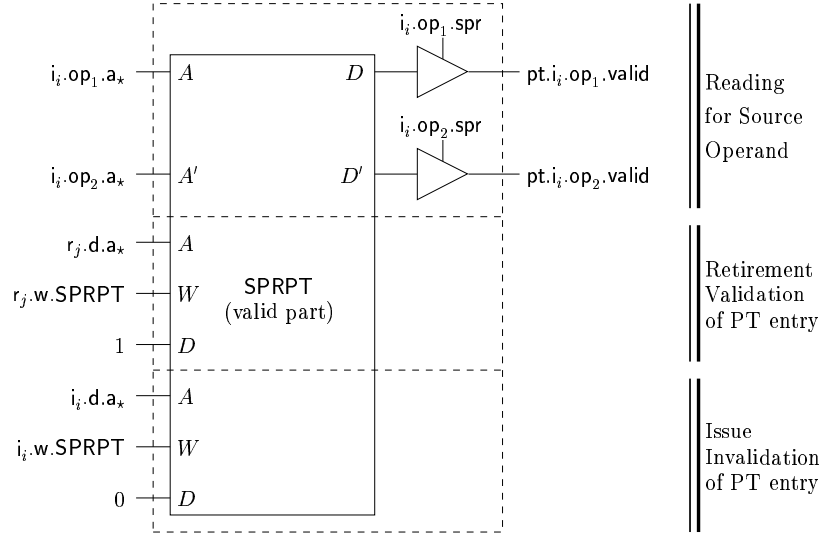 i_i.op_1.spr
i_i.op_1.a_⋆ A D pt.i_i.op_1.valid
Reading
for Source
Operand
i_i.op_2.spr
i_i.op_2.a_⋆ A′ D′ pt.i_i.op_2.valid
r_j.d.a_⋆ A
r_j.w.SPRPT W
SPRPT
(valid part)
1 D
Retirement
Validation
of PT entry
i_i.d.a_⋆ A
i_i.w.SPRPT W
0 D
Issue
Invalidation
of PT entry